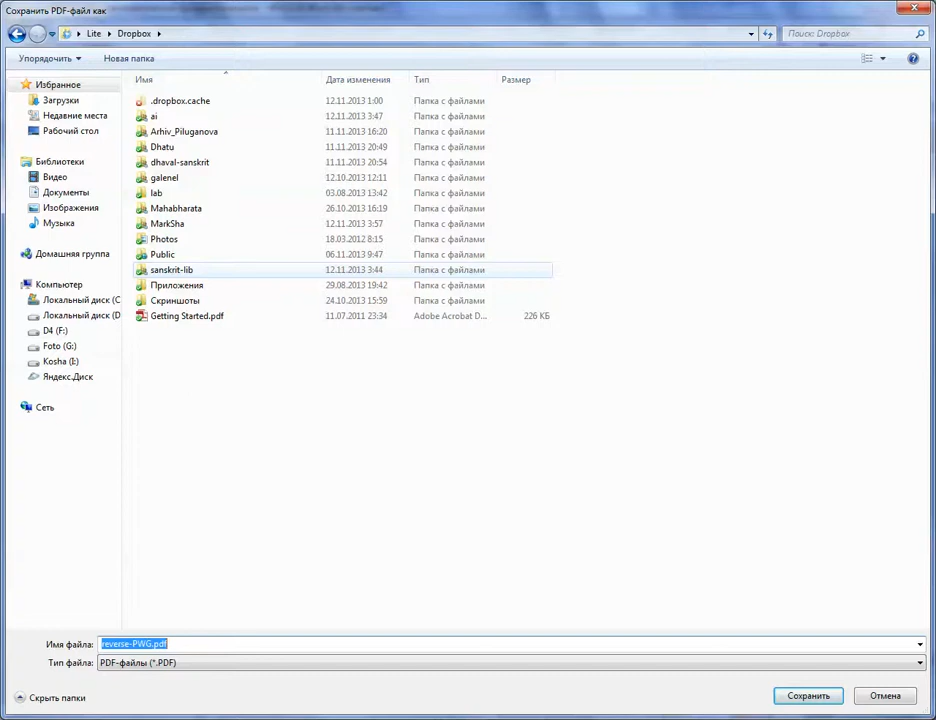 Сохранить PDF-файл как
Lite ▸ Dropbox ▸
Поиск: Dropbox
Упорядочить
Новая папка
Имя
Дата изменения
Тип
Размер
Избранное
Загрузки
Недавние места
Рабочий стол
Библиотеки
Видео
Документы
Изображения
Музыка
Домашняя группа
Компьютер
Локальный диск (C
Локальный диск (D
D4 (F:)
Foto (G:)
Kosha (I:)
Яндекс.Диск
Сеть
.dropbox.cache 12.11.2013 1:00 Папка с файлами
ai 12.11.2013 3:47 Папка с файлами
Arhiv_Piluganova 11.11.2013 16:20 Папка с файлами
Dhatu 11.11.2013 20:49 Папка с файлами
dhaval-sanskrit 11.11.2013 20:54 Папка с файлами
galenel 12.10.2013 12:11 Папка с файлами
lab 03.08.2013 13:42 Папка с файлами
Mahabharata 26.10.2013 16:19 Папка с файлами
MarkSha 12.11.2013 3:57 Папка с файлами
Photos 18.03.2012 8:15 Папка с файлами
Public 06.11.2013 9:47 Папка с файлами
sanskrit-lib 12.11.2013 3:44 Папка с файлами
Приложения 29.08.2013 19:42 Папка с файлами
Скриншоты 24.10.2013 15:59 Папка с файлами
Getting Started.pdf 11.07.2011 23:34 Adobe Acrobat D... 226 КБ
Имя файла: reverse-PWG.pdf
Тип файла: PDF-файлы (*.PDF)
Скрыть папки
Сохранить
Отмена